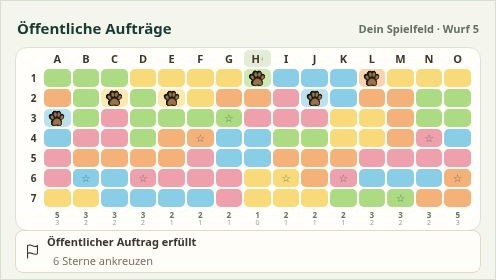 Öffentliche Aufträge
Dein Spielfeld · Wurf 5
A B C D E F G H I J K L M N O
1
2
3
4
5
6
7
5 3 3 3 2 2 2 1 2 2 2 3 2 3 5
3 2 2 2 1 1 1 0 1 1 1 2 2 2 3
Öffentlicher Auftrag erfüllt
6 Sterne ankreuzen